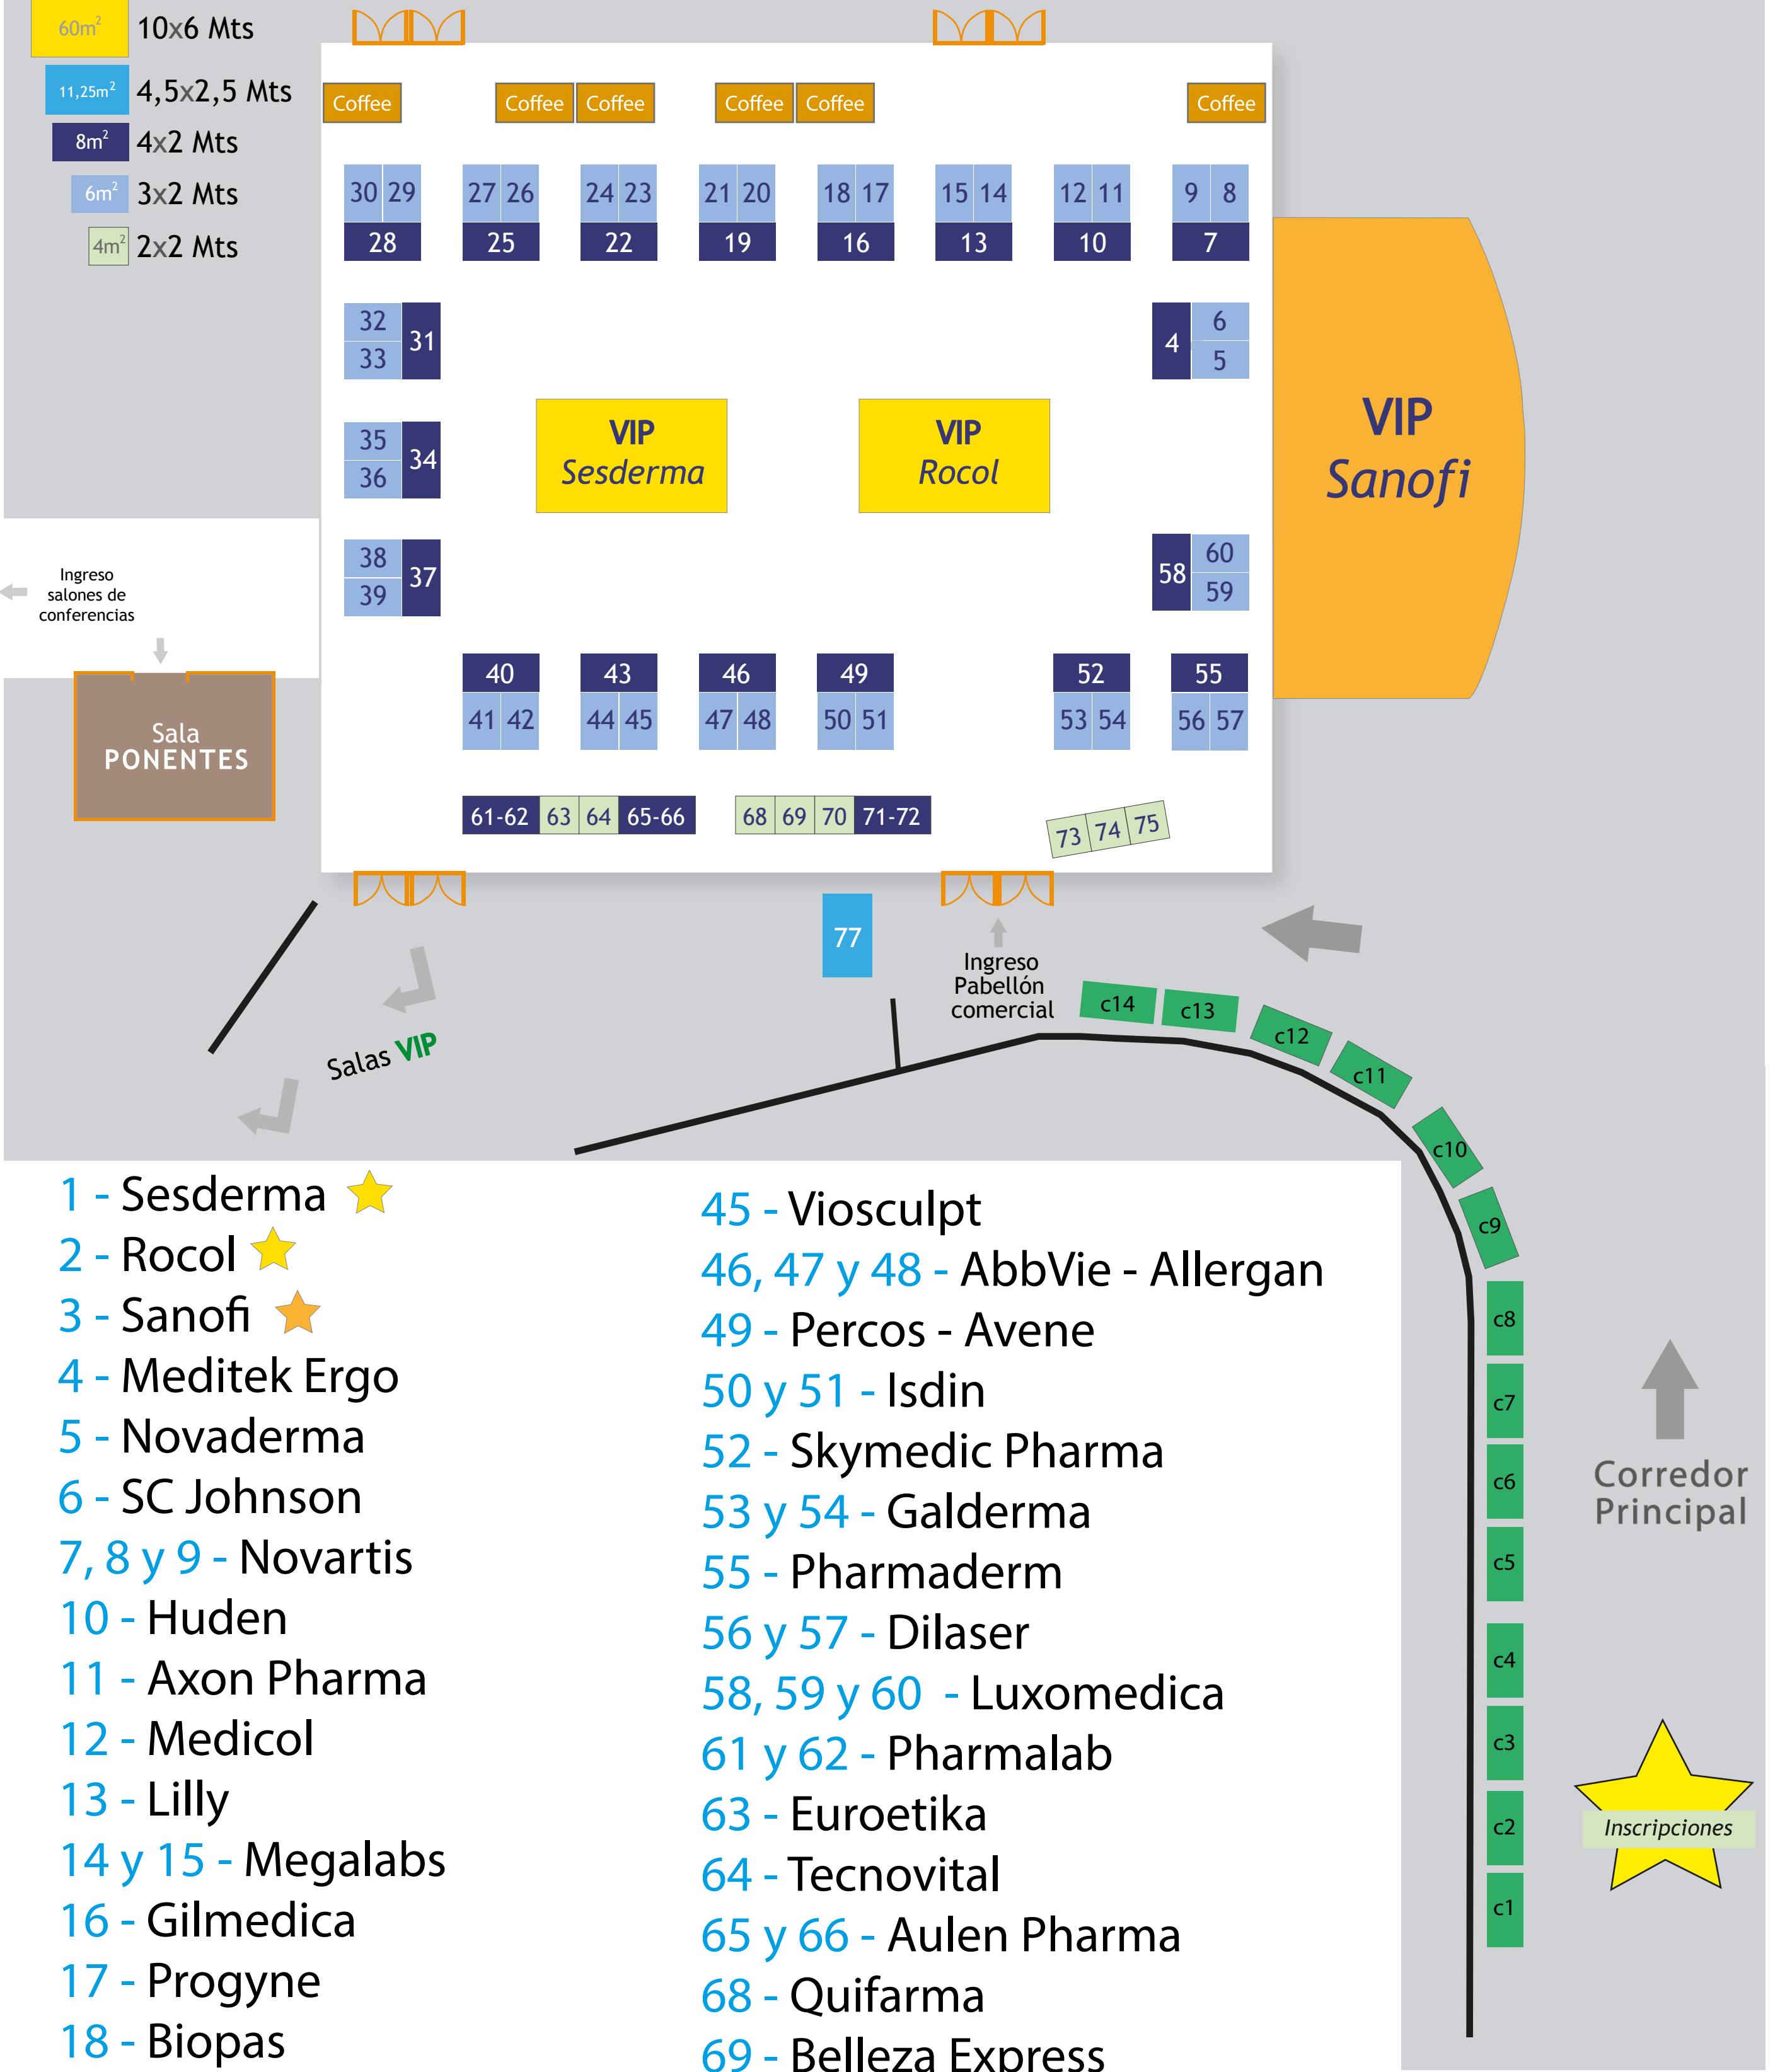 60m² 10x6 Mts
11,25m² 4,5x2,5 Mts
8m² 4x2 Mts
6m² 3x2 Mts
4m² 2x2 Mts
Coffee Coffee Coffee Coffee Coffee Coffee
30 29 27 26 24 23 21 20 18 17 15 14 12 11 9 8
28 25 22 19 16 13 10 7
32
33
31
4
6
5
35
36
34
VIP
Sesderma
VIP
Rocol
VIP
Sanofi
38
39
37
58
60
59
Ingreso
salones de
conferencias
Sala
PONENTES
40 43 46 49 52 55
41 42 44 45 47 48 50 51 53 54 56 57
61-62 63 64 65-66 68 69 70 71-72 73 74 75
77
Ingreso
Pabellón
comercial
Salas VIP
c14 c13 c12 c11 c10 c9 c8 c7 c6 c5 c4 c3 c2 c1
Corredor
Principal
Inscripciones
1 - Sesderma
2 - Rocol
3 - Sanofi
4 - Meditek Ergo
5 - Novaderma
6 - SC Johnson
7, 8 y 9 - Novartis
10 - Huden
11 - Axon Pharma
12 - Medicol
13 - Lilly
14 y 15 - Megalabs
16 - Gilmedica
17 - Progyne
18 - Biopas
45 - Viosculpt
46, 47 y 48 - AbbVie - Allergan
49 - Percos - Avene
50 y 51 - Isdin
52 - Skymedic Pharma
53 y 54 - Galderma
55 - Pharmaderm
56 y 57 - Dilaser
58, 59 y 60 - Luxomedica
61 y 62 - Pharmalab
63 - Euroetika
64 - Tecnovital
65 y 66 - Aulen Pharma
68 - Quifarma
69 - Belleza Express